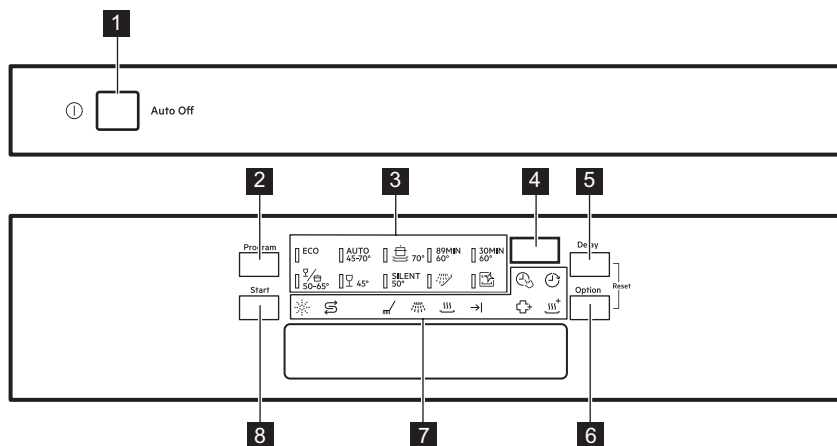 1
Auto Off
2
3
4
5
Program
ECO
AUTO
45-70°
70°
89MIN
60°
30MIN
60°
Delay
50-65°
45°
SILENT
50°
Reset
Start
Option
8
7
6